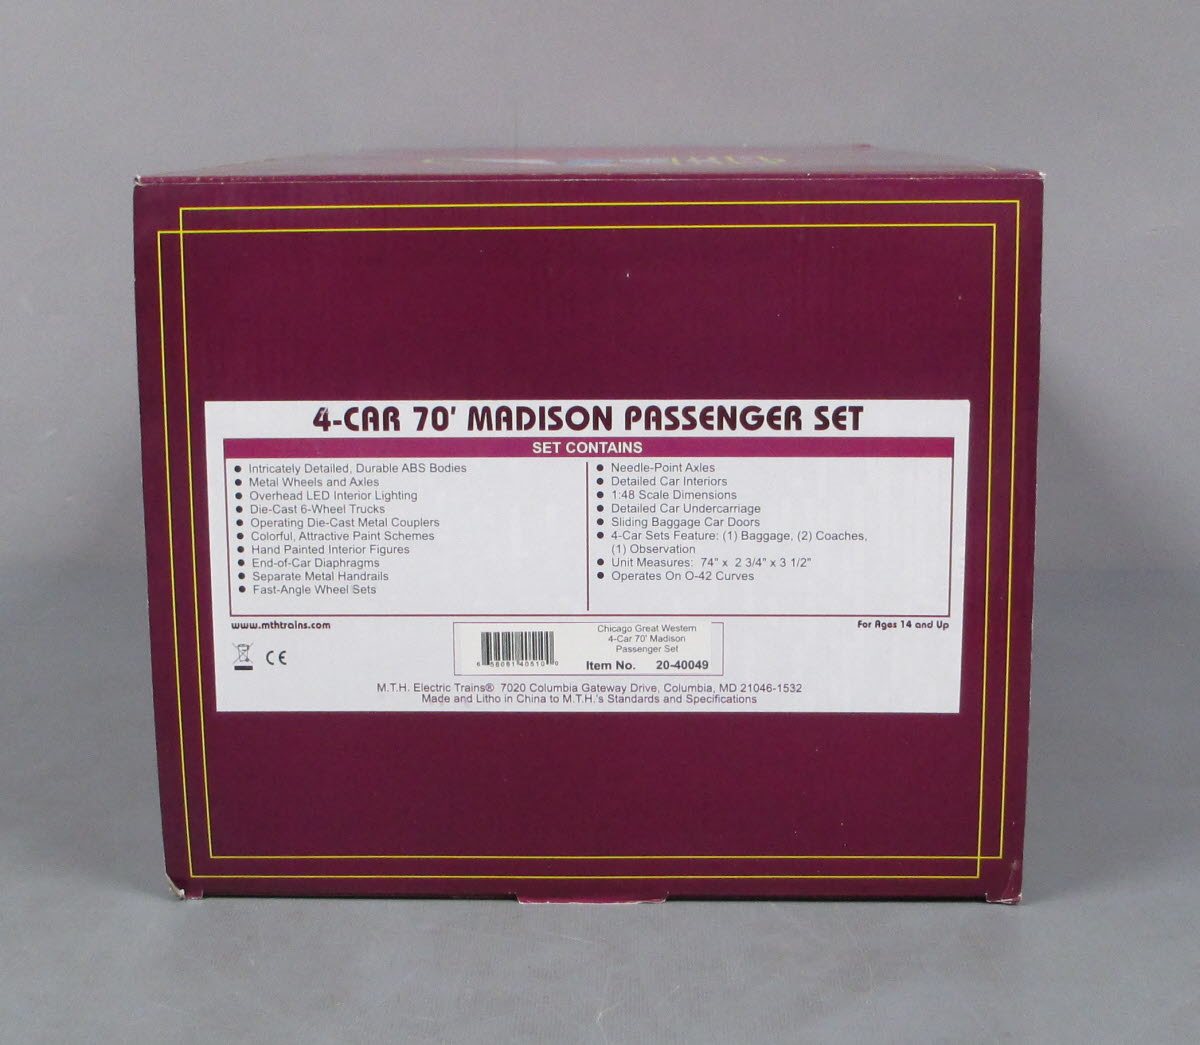 4-CAR 70' MADISON PASSENGER SET
SET CONTAINS
Intricately Detailed, Durable ABS Bodies
Metal Wheels and Axles
Overhead LED Interior Lighting
Die-Cast 6-Wheel Trucks
Operating Die-Cast Metal Couplers
Colorful, Attractive Paint Schemes
Hand Painted Interior Figures
End-of-Car Diaphragms
Separate Metal Handrails
Fast-Angle Wheel Sets
Needle-Point Axles
Detailed Car Interiors
1:48 Scale Dimensions
Detailed Car Undercarriage
Sliding Baggage Car Doors
4-Car Sets Feature: (1) Baggage, (2) Coaches,
(1) Observation
Unit Measures: 74" x 2 3/4" x 3 1/2"
Operates On O-42 Curves
www.mthtrains.com
For Ages 14 and Up
CE
Chicago Great Western
4-Car 70' Madison
Passenger Set
Item No. 20-40049
M.T.H. Electric Trains® 7020 Columbia Gateway Drive, Columbia, MD 21046-1532
Made and Litho in China to M.T.H.'s Standards and Specifications